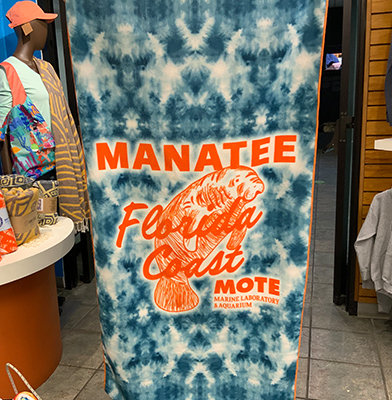 MANATEE
Florida
Coast
MOTE
MARINE LABORATORY
& AQUARIUM